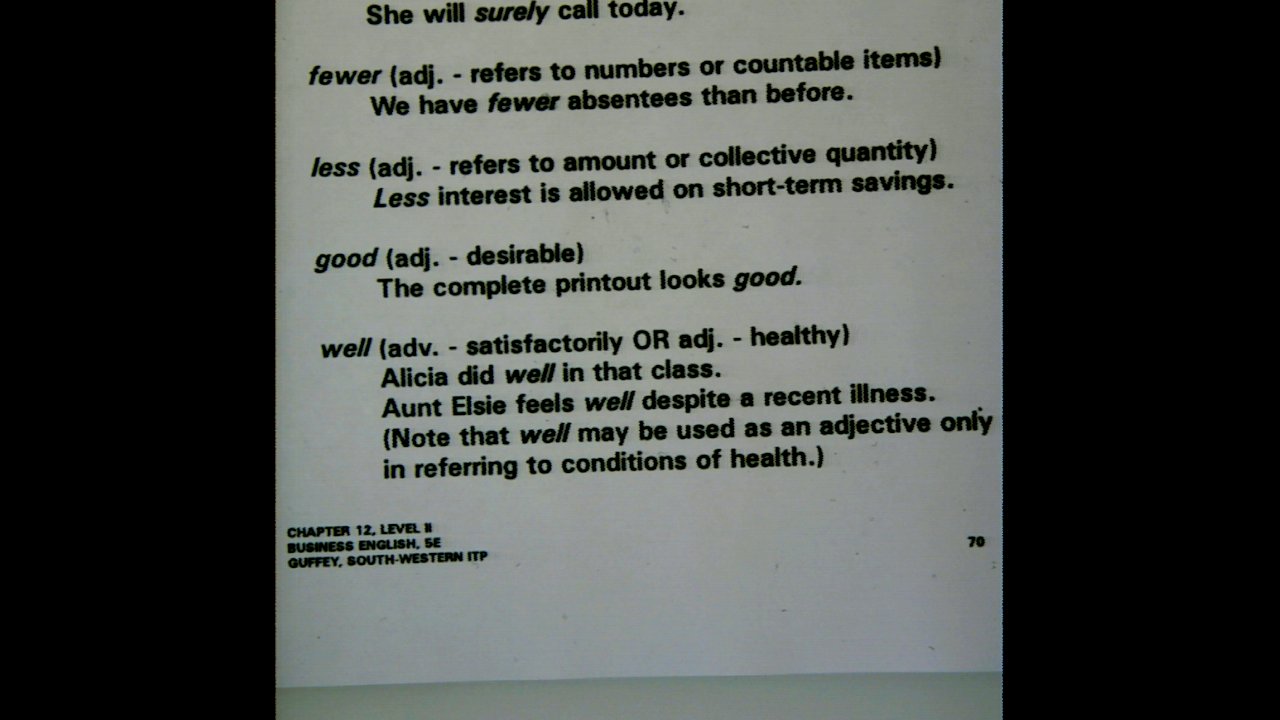 She will surely call today.
fewer (adj. - refers to numbers or countable items)
We have fewer absentees than before.
less (adj. - refers to amount or collective quantity)
Less interest is allowed on short-term savings.
good (adj. - desirable)
The complete printout looks good.
well (adv. - satisfactorily OR adj. - healthy)
Alicia did well in that class.
Aunt Elsie feels well despite a recent illness.
(Note that well may be used as an adjective only
in referring to conditions of health.)
CHAPTER 12, LEVEL II
BUSINESS ENGLISH, 5E
GUFFEY, SOUTH-WESTERN ITP
70